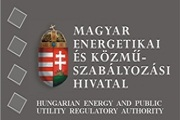 MAGYAR
ENERGETIKAI
ÉS KÖZMŰ-
SZABÁLYOZÁSI
HIVATAL
HUNGARIAN ENERGY AND PUBLIC
UTILITY REGULATORY AUTHORITY